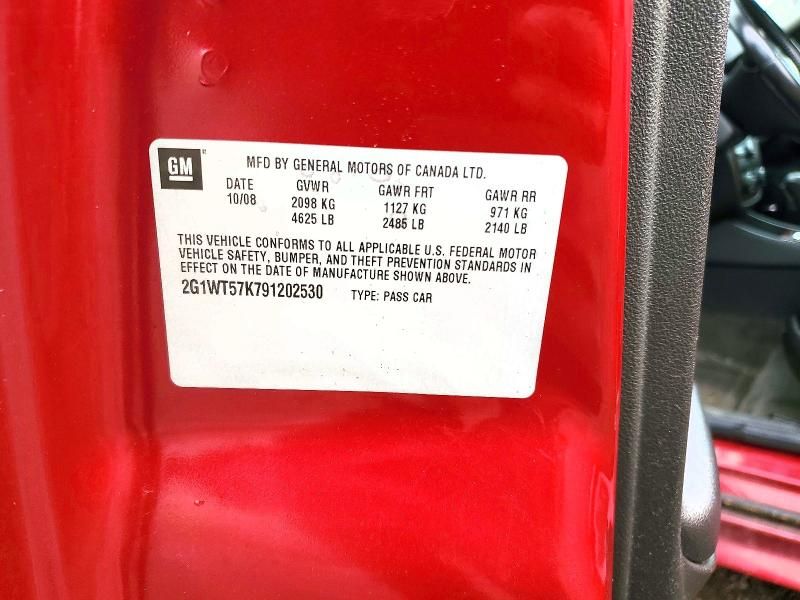 GM
MFD BY GENERAL MOTORS OF CANADA LTD.
DATE GVWR GAWR FRT GAWR RR
10/08 2098 KG 1127 KG 971 KG
4625 LB 2485 LB 2140 LB
THIS VEHICLE CONFORMS TO ALL APPLICABLE U.S. FEDERAL MOTOR
VEHICLE SAFETY, BUMPER, AND THEFT PREVENTION STANDARDS IN
EFFECT ON THE DATE OF MANUFACTURE SHOWN ABOVE.
2G1WT57K791202530 TYPE: PASS CAR